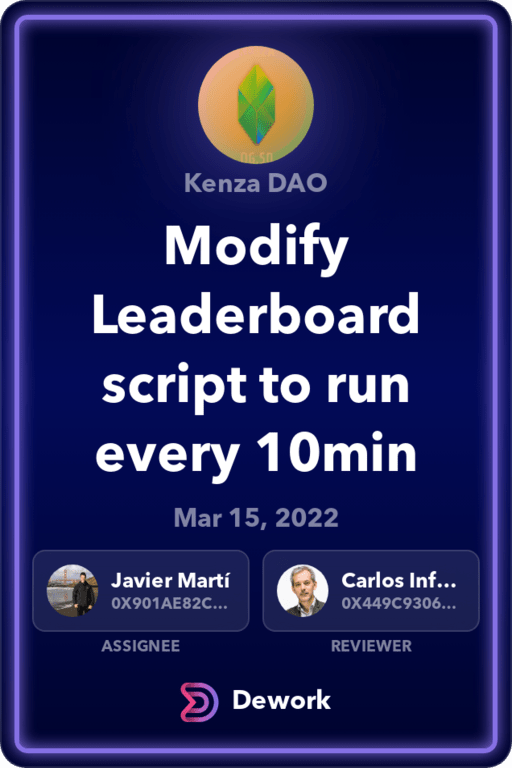 Kenza DAO
Modify
Leaderboard
script to run
every 10min
Mar 15, 2022
Javier Martí
0X901AE82C...
Carlos Inf...
0X449C9306...
ASSIGNEE
REVIEWER
Dework